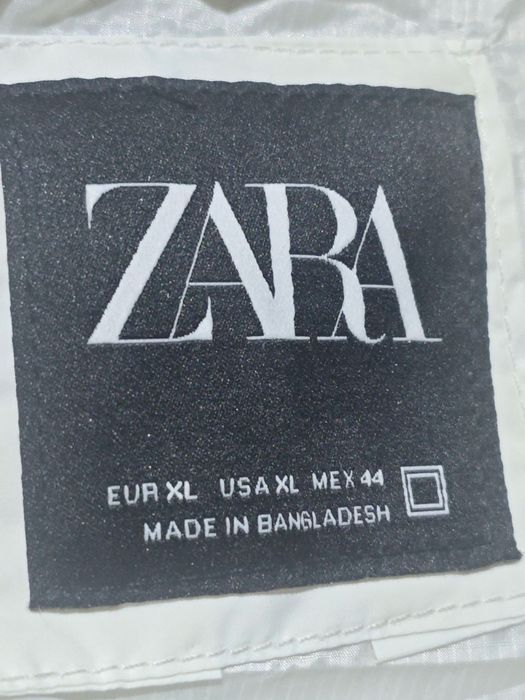 ZARA
EUR XL USA XL MEX 44
MADE IN BANGLADESH